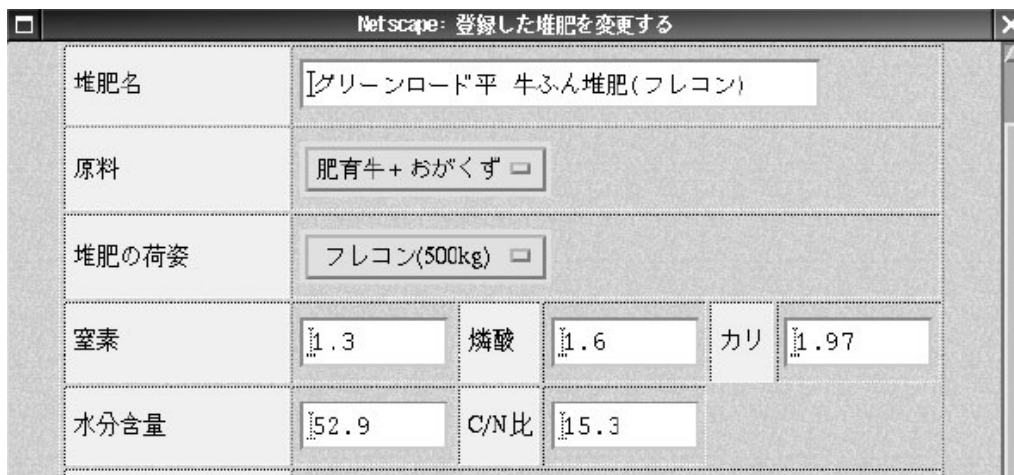 Netscape: 登録した堆肥を変更する
堆肥名 グリーンロード平 牛ふん堆肥(フレコン)
原料 肥育牛+おがくず
堆肥の荷姿 フレコン(500kg)
窒素 1.3 燐酸 1.6 カリ 1.97
水分含量 52.9 C/N比 15.3